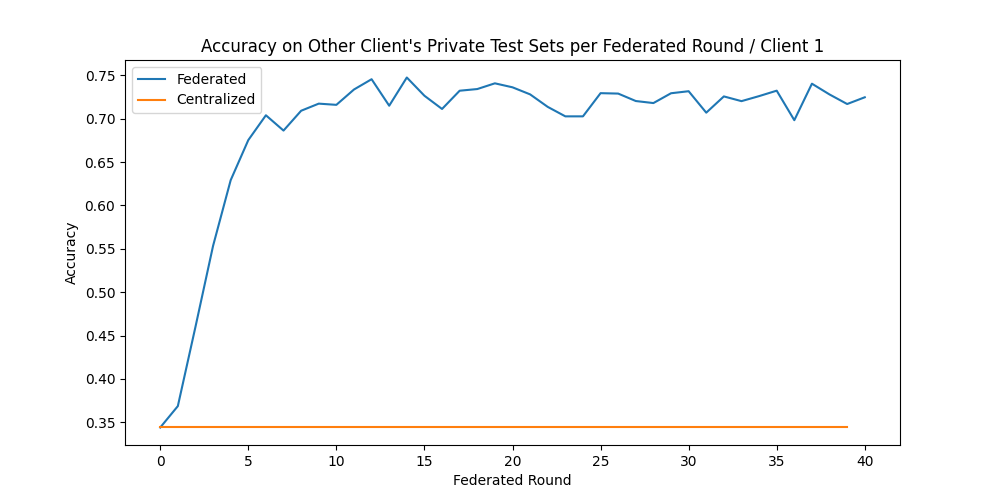 Accuracy on Other Client's Private Test Sets per Federated Round / Client 1
Federated
Centralized
Accuracy
0.75
0.70
0.65
0.60
0.55
0.50
0.45
0.40
0.35
0 5 10 15 20 25 30 35 40
Federated Round